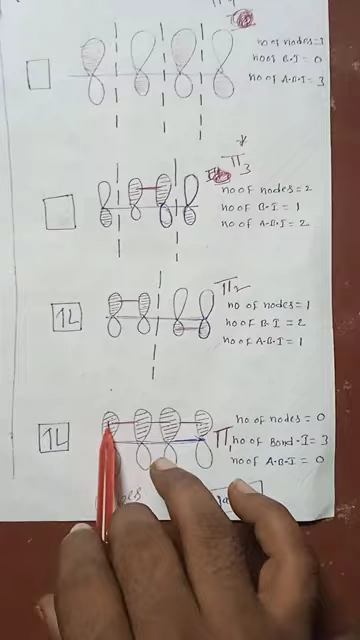 no of nodes=3
no of B·I = 0
no of A·B·I = 3
π*3
no of nodes = 2
no of B·I = 1
no of A·B·I = 2
π2
no of nodes = 1
no of B·I = 2
no of A·B·I = 1
1L
no of nodes = 0
π1 no of Bond·I = 3
1L
no of A·B·I = 0